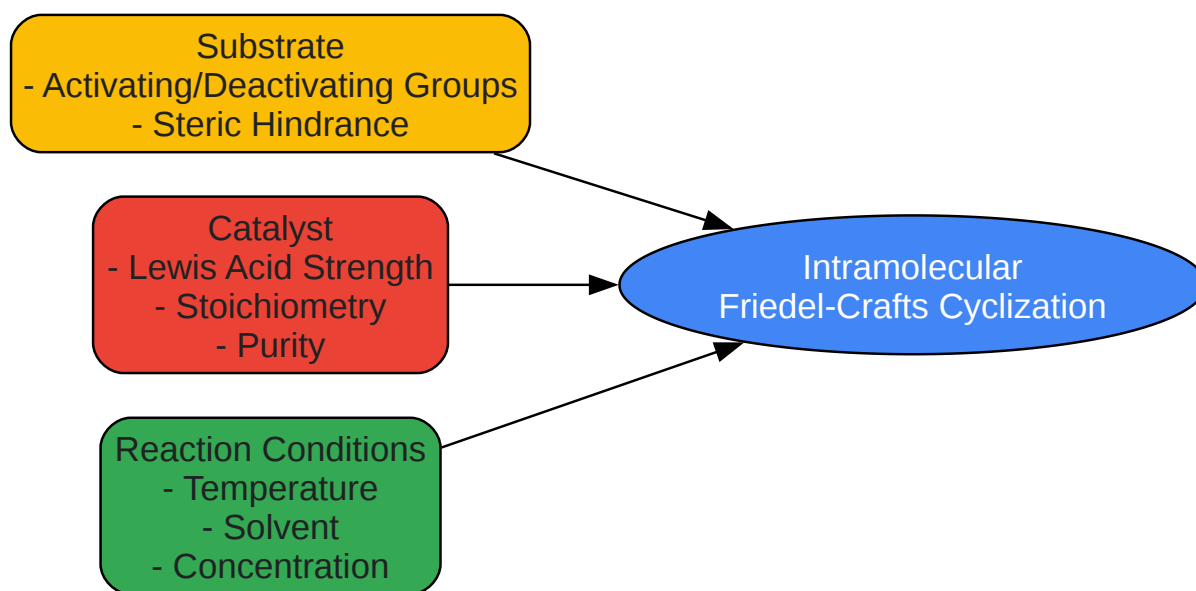 Substrate
- Activating/Deactivating Groups
- Steric Hindrance
Catalyst
- Lewis Acid Strength
- Stoichiometry
- Purity
Reaction Conditions
- Temperature
- Solvent
- Concentration
Intramolecular
Friedel-Crafts Cyclization